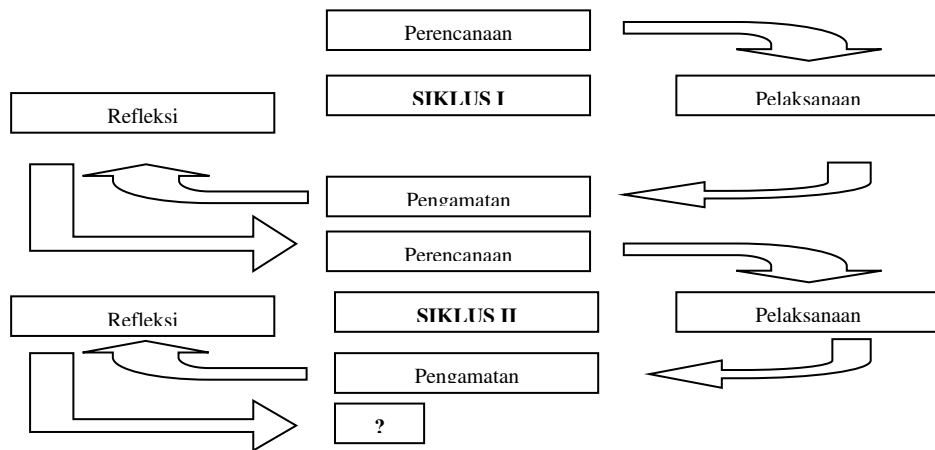 Perencanaan
SIKLUS I
Refleksi
Pelaksanaan
Pengamatan
Perencanaan
Refleksi
SIKLUS II
Pelaksanaan
Pengamatan
?